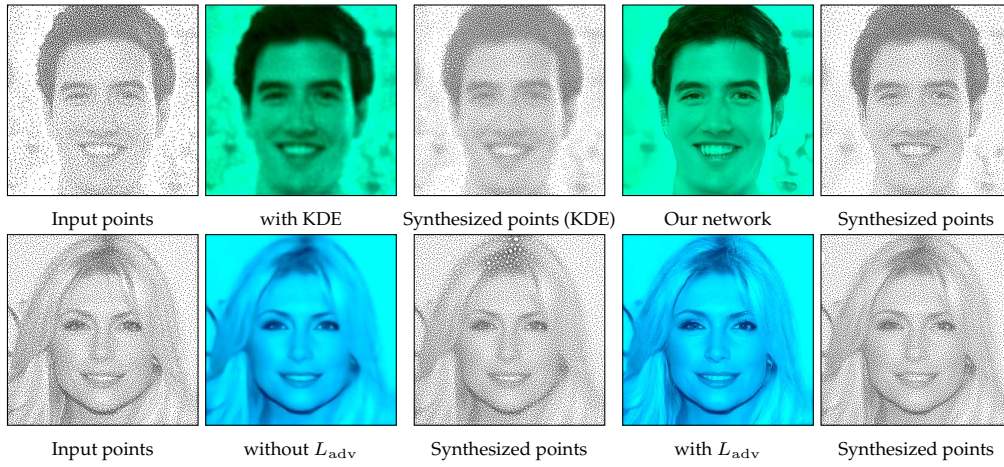 Input points with KDE Synthesized points (KDE) Our network Synthesized points
Input points without L_adv Synthesized points with L_adv Synthesized points